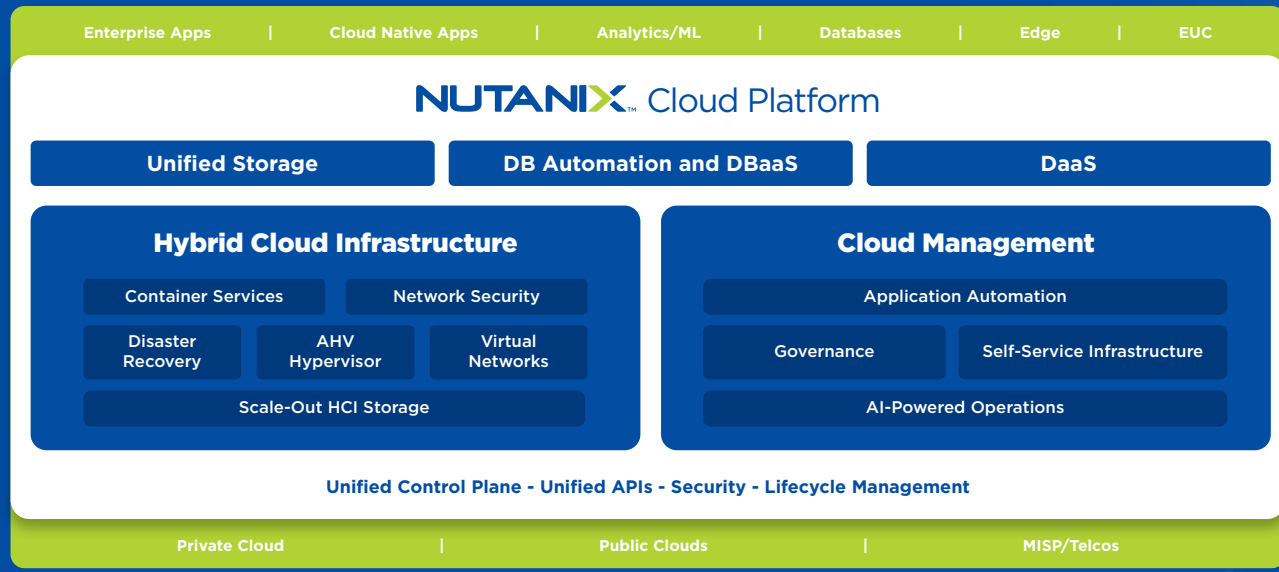 Enterprise Apps | Cloud Native Apps | Analytics/ML | Databases | Edge | EUC
NUTANIX™ Cloud Platform
Unified Storage
DB Automation and DBaaS
DaaS
Hybrid Cloud Infrastructure
Container Services
Network Security
Disaster
Recovery
AHV
Hypervisor
Virtual
Networks
Scale-Out HCI Storage
Cloud Management
Application Automation
Governance
Self-Service Infrastructure
AI-Powered Operations
Unified Control Plane - Unified APIs - Security - Lifecycle Management
Private Cloud | Public Clouds | MISP/Telcos